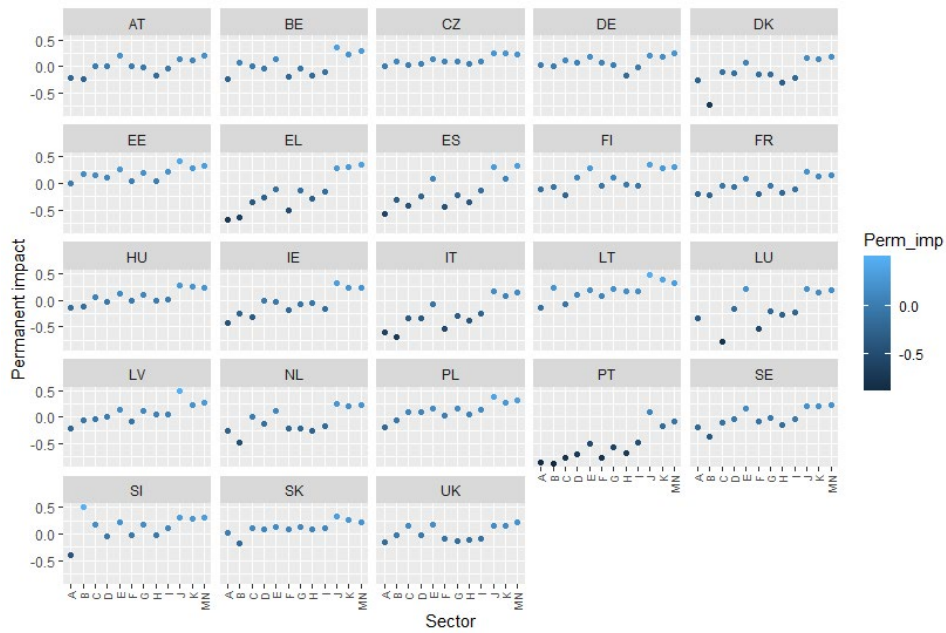 AT BE CZ DE DK
0.5
0.0
-0.5
EE EL ES FI FR
0.5
0.0
-0.5
HU IE IT LT LU
0.5
0.0
-0.5
LV NL PL PT SE
0.5
0.0
-0.5
A B C D E F G H I J K MN A B C D E F G H I J K MN
SI SK UK
0.5
0.0
-0.5
A B C D E F G H I J K MN A B C D E F G H I J K MN A B C D E F G H I J K MN
Sector
Permanent impact
Perm_imp
0.0
-0.5